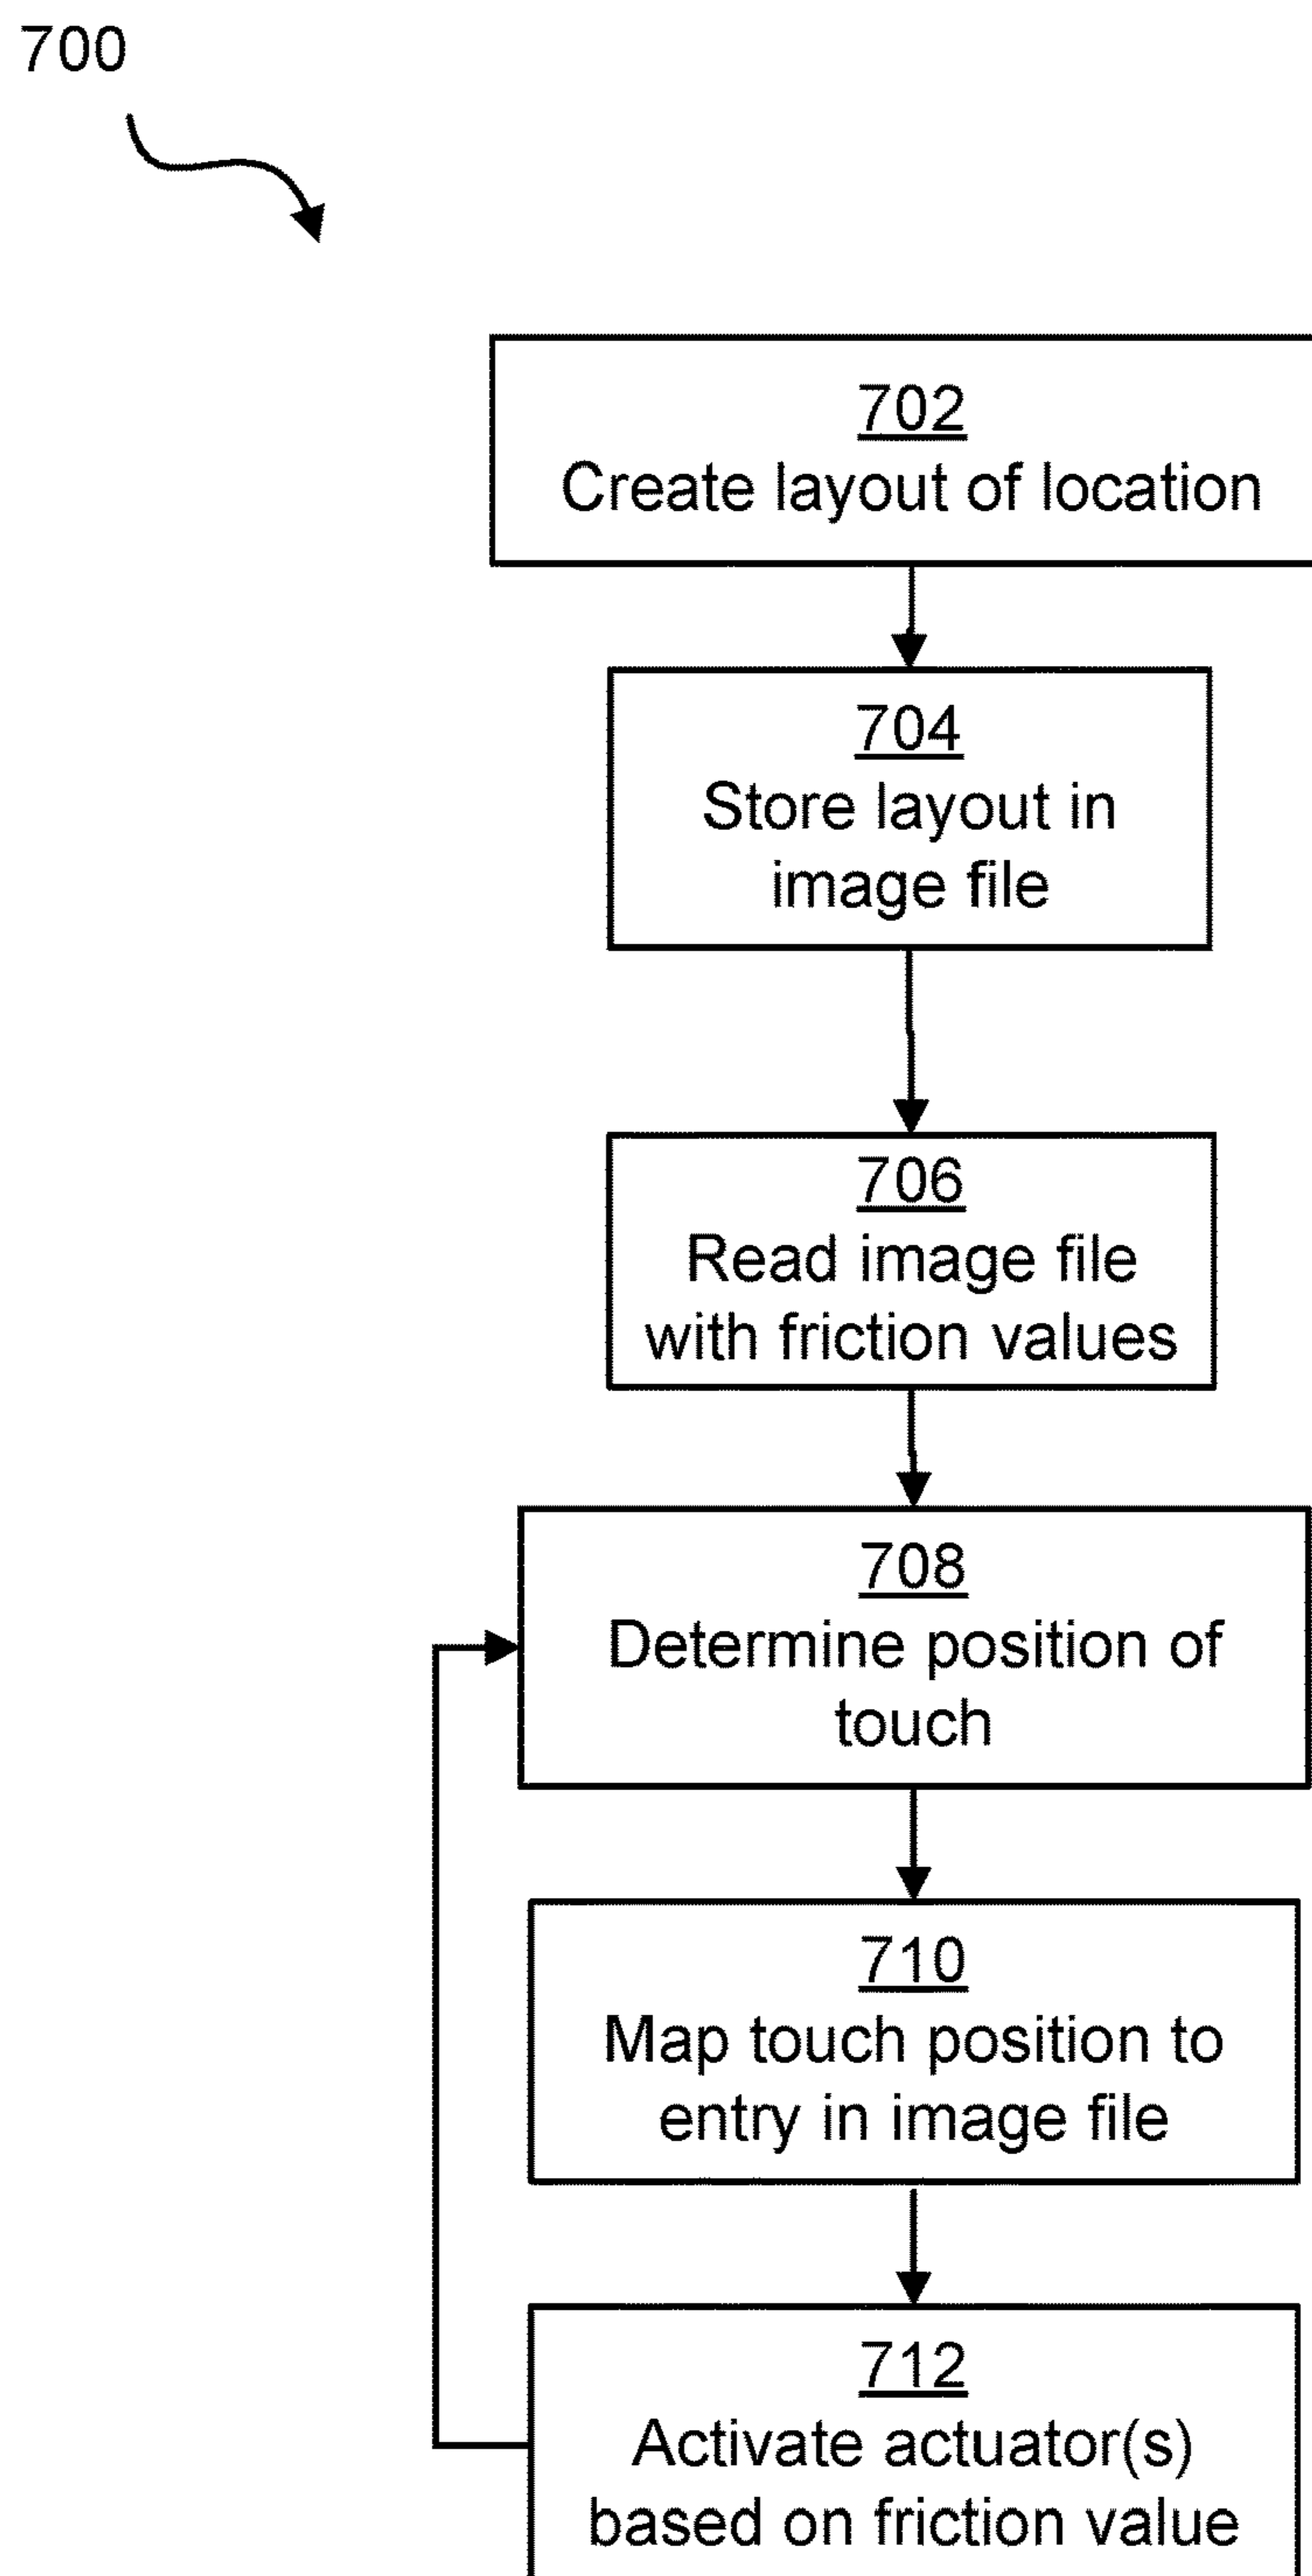 700
702
Create layout of location
704
Store layout in
image file
706
Read image file
with friction values
708
Determine position of
touch
710
Map touch position to
entry in image file
712
Activate actuator(s)
based on friction value